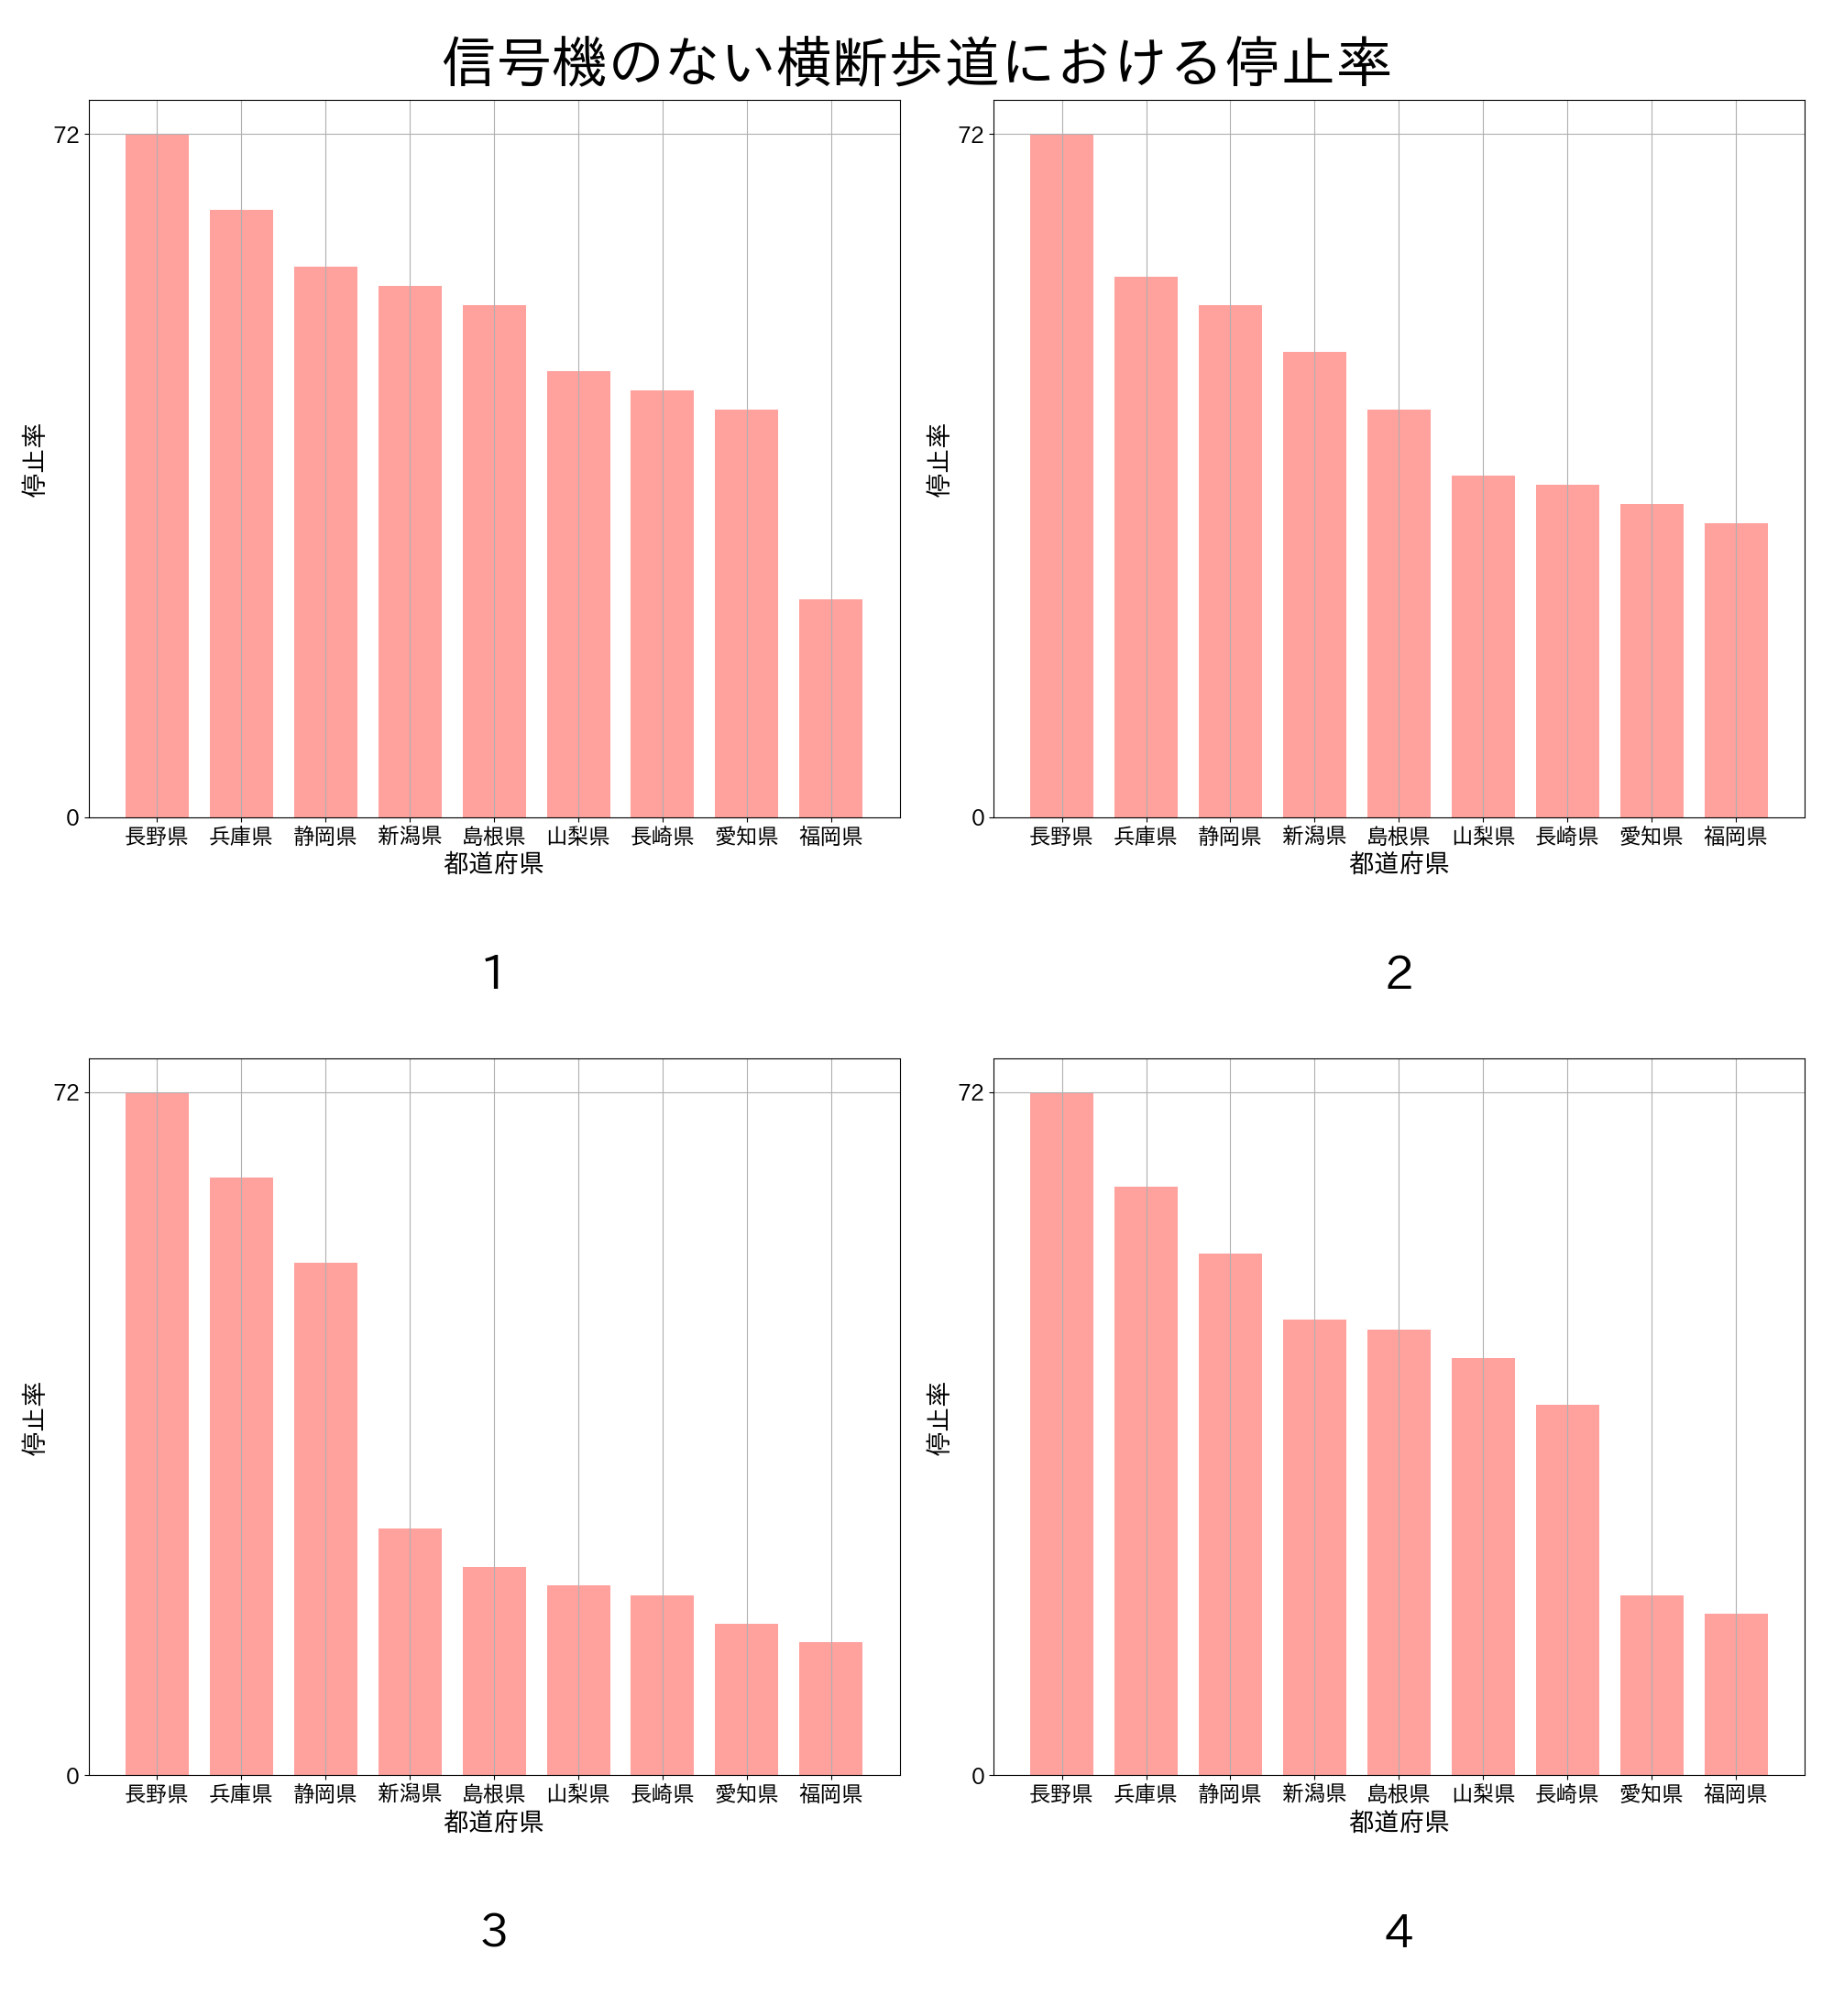 信号機のない横断歩道における停止率
72
0
停止率
長野県 兵庫県 静岡県 新潟県 島根県 山梨県 長崎県 愛知県 福岡県
都道府県
1
72
0
停止率
長野県 兵庫県 静岡県 新潟県 島根県 山梨県 長崎県 愛知県 福岡県
都道府県
2
72
0
停止率
長野県 兵庫県 静岡県 新潟県 島根県 山梨県 長崎県 愛知県 福岡県
都道府県
3
72
0
停止率
長野県 兵庫県 静岡県 新潟県 島根県 山梨県 長崎県 愛知県 福岡県
都道府県
4